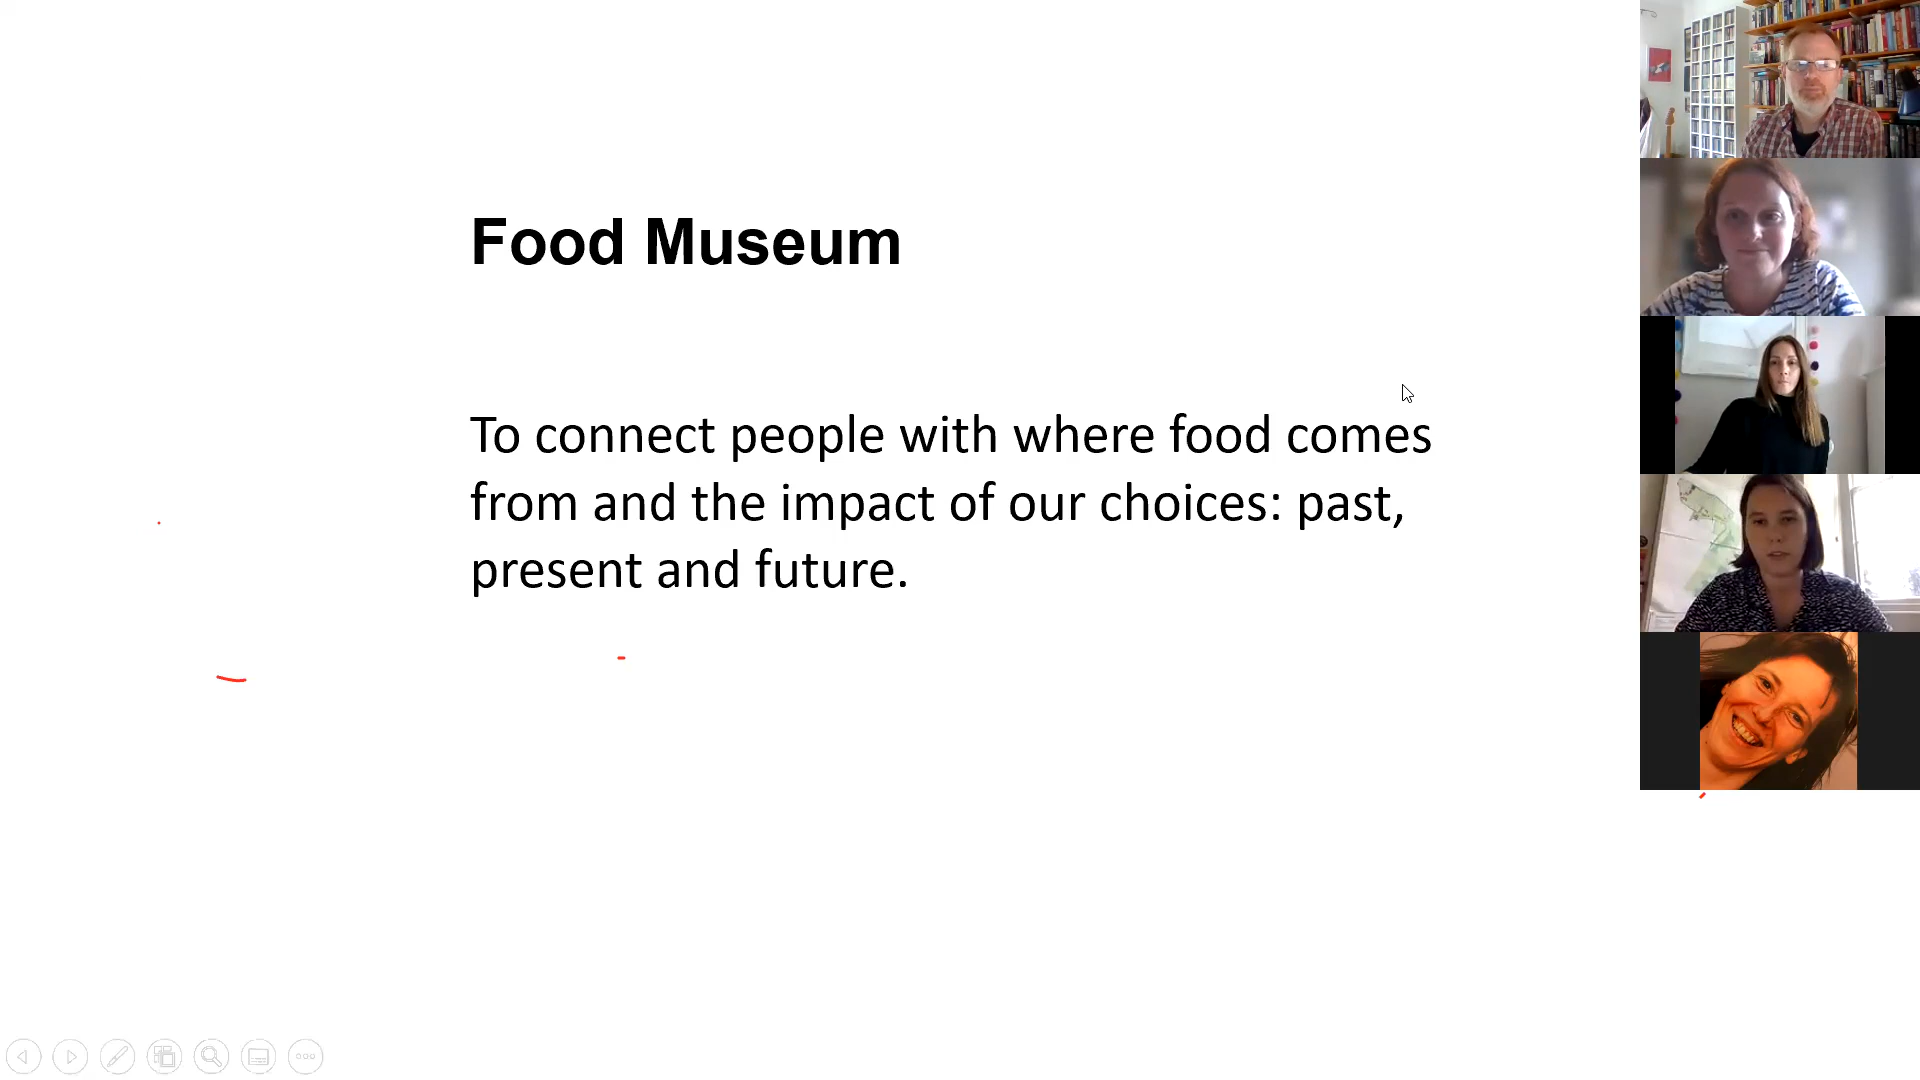 Food Museum
To connect people with where food comes
from and the impact of our choices: past,
present and future.